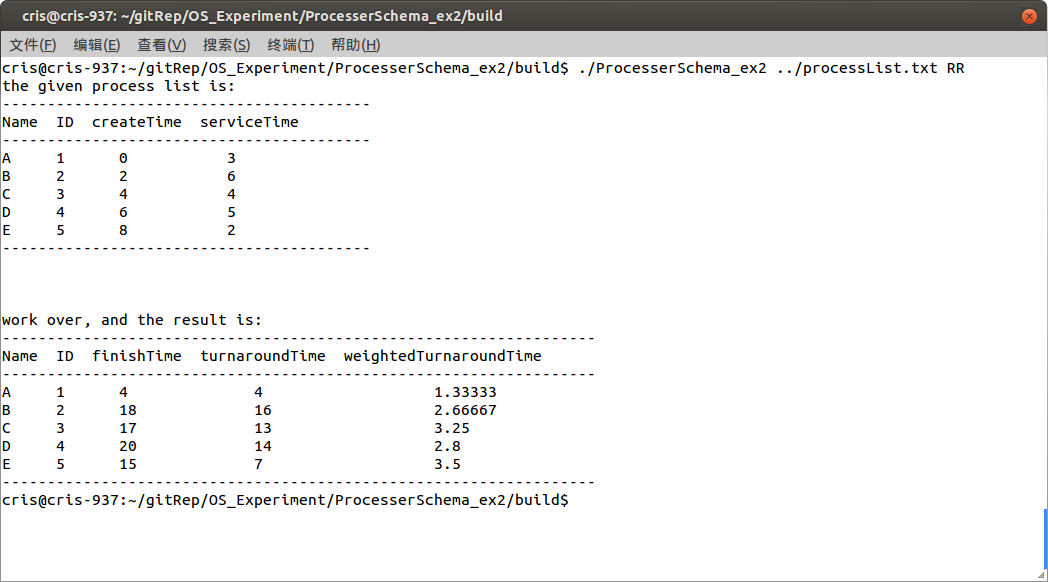 cris@cris-937: ~/gitRep/OS_Experiment/ProcesserSchema_ex2/build
文件(F) 编辑(E) 查看(V) 搜索(S) 终端(T) 帮助(H)
cris@cris-937:~/gitRep/OS_Experiment/ProcesserSchema_ex2/build$ ./ProcesserSchema_ex2 ../processList.txt RR
the given process list is:
-----------------------------------------
Name  ID  createTime  serviceTime
-----------------------------------------
A     1      0           3
B     2      2           6
C     3      4           4
D     4      6           5
E     5      8           2
-----------------------------------------
work over, and the result is:
------------------------------------------------------------------
Name  ID  finishTime  turnaroundTime  weightedTurnaroundTime
------------------------------------------------------------------
A     1      4              4                   1.33333
B     2      18             16                  2.66667
C     3      17             13                  3.25
D     4      20             14                  2.8
E     5      15             7                   3.5
------------------------------------------------------------------
cris@cris-937:~/gitRep/OS_Experiment/ProcesserSchema_ex2/build$